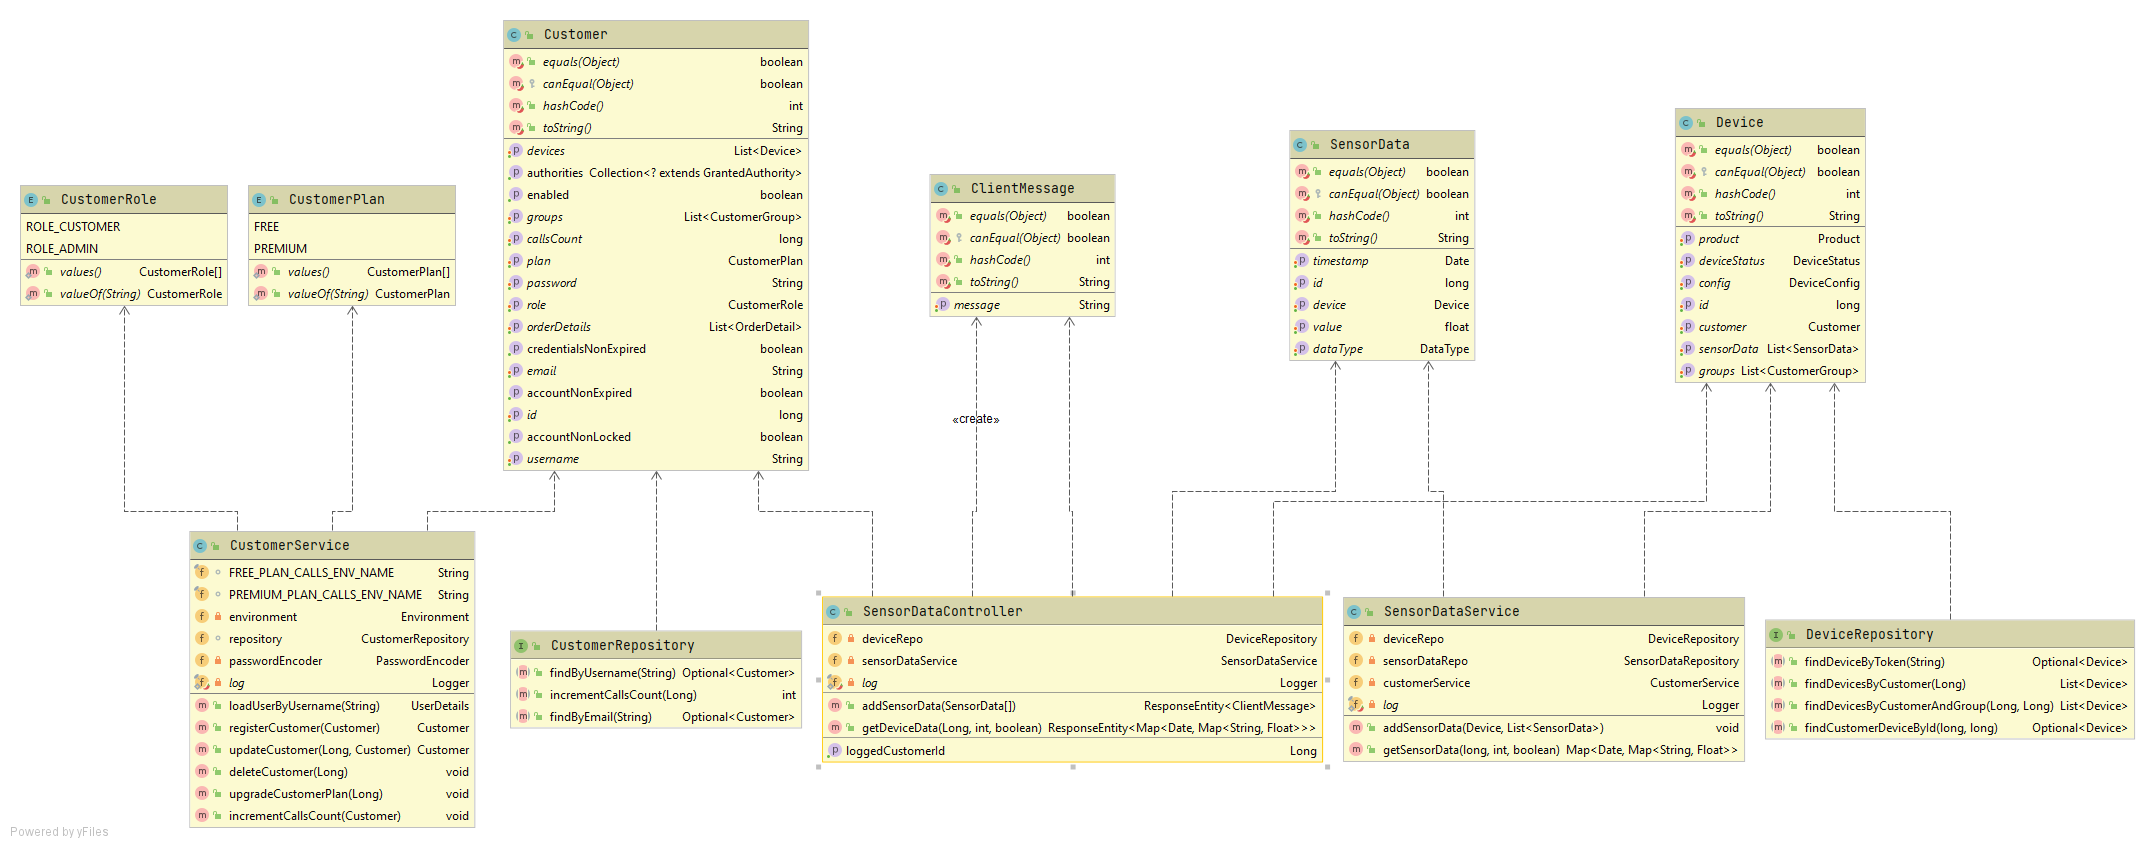 Customer
equals(Object) boolean
canEqual(Object) boolean
hashCode() int
toString() String
devices List<Device>
authorities Collection<? extends GrantedAuthority>
enabled boolean
groups List<CustomerGroup>
callsCount long
plan CustomerPlan
password String
role CustomerRole
orderDetails List<OrderDetail>
credentialsNonExpired boolean
email String
accountNonExpired boolean
id long
accountNonLocked boolean
username String
Device
equals(Object) boolean
canEqual(Object) boolean
hashCode() int
toString() String
product Product
deviceStatus DeviceStatus
config DeviceConfig
id long
customer Customer
sensorData List<SensorData>
groups List<CustomerGroup>
SensorData
equals(Object) boolean
canEqual(Object) boolean
hashCode() int
toString() String
timestamp Date
id long
device Device
value float
dataType DataType
ClientMessage
equals(Object) boolean
canEqual(Object) boolean
hashCode() int
toString() String
message String
CustomerRole
ROLE_CUSTOMER
ROLE_ADMIN
values() CustomerRole[]
valueOf(String) CustomerRole
CustomerPlan
FREE
PREMIUM
values() CustomerPlan[]
valueOf(String) CustomerPlan
«create»
CustomerService
FREE_PLAN_CALLS_ENV_NAME String
PREMIUM_PLAN_CALLS_ENV_NAME String
environment Environment
repository CustomerRepository
passwordEncoder PasswordEncoder
log Logger
loadUserByUsername(String) UserDetails
registerCustomer(Customer) Customer
updateCustomer(Long, Customer) Customer
deleteCustomer(Long) void
upgradeCustomerPlan(Long) void
incrementCallsCount(Customer) void
CustomerRepository
findByUsername(String) Optional<Customer>
incrementCallsCount(Long) int
findByEmail(String) Optional<Customer>
SensorDataController
deviceRepo DeviceRepository
sensorDataService SensorDataService
log Logger
addSensorData(SensorData[]) ResponseEntity<ClientMessage>
getDeviceData(Long, int, boolean) ResponseEntity<Map<Date, Map<String, Float>>>
loggedCustomerId Long
SensorDataService
deviceRepo DeviceRepository
sensorDataRepo SensorDataRepository
customerService CustomerService
log Logger
addSensorData(Device, List<SensorData>) void
getSensorData(long, int, boolean) Map<Date, Map<String, Float>>
DeviceRepository
findDeviceByToken(String) Optional<Device>
findDevicesByCustomer(Long) List<Device>
findDevicesByCustomerAndGroup(Long, Long) List<Device>
findCustomerDeviceById(long, long) Optional<Device>
Powered by yFiles